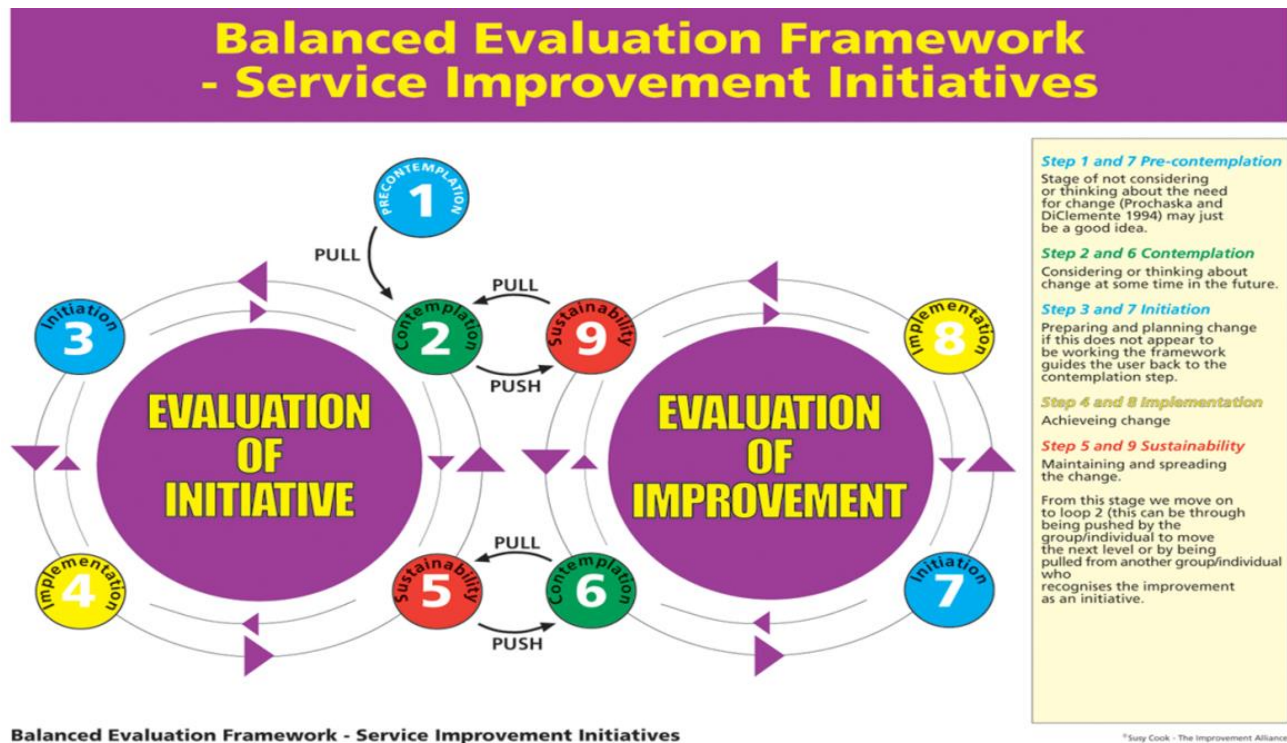 Balanced Evaluation Framework
- Service Improvement Initiatives
PRECONTEMPLATION
1
PULL
Initiation
3
Contemplation
2
PULL
PUSH
Sustainability
9
Implementation
8
EVALUATION
OF
INITIATIVE
EVALUATION
OF
IMPROVEMENT
Implementation
4
Sustainability
5
PULL
PUSH
Contemplation
6
Initiation
7
Step 1 and 7 Pre-contemplation
Stage of not considering
or thinking about the need
for change (Prochaska and
DiClemente 1994) may just
be a good idea.
Step 2 and 6 Contemplation
Considering or thinking about
change at some time in the future.
Step 3 and 7 Initiation
Preparing and planning change
if this does not appear to
be working the framework
guides the user back to the
contemplation step.
Step 4 and 8 Implementation
Achieveing change
Step 5 and 9 Sustainability
Maintaining and spreading
the change.
From this stage we move on
to loop 2 (this can be through
being pushed by the
group/individual to move
the next level or by being
pulled from another group/individual
who
recognises the improvement
as an initiative.
Balanced Evaluation Framework - Service Improvement Initiatives
©Susy Cook - The Improvement Alliance